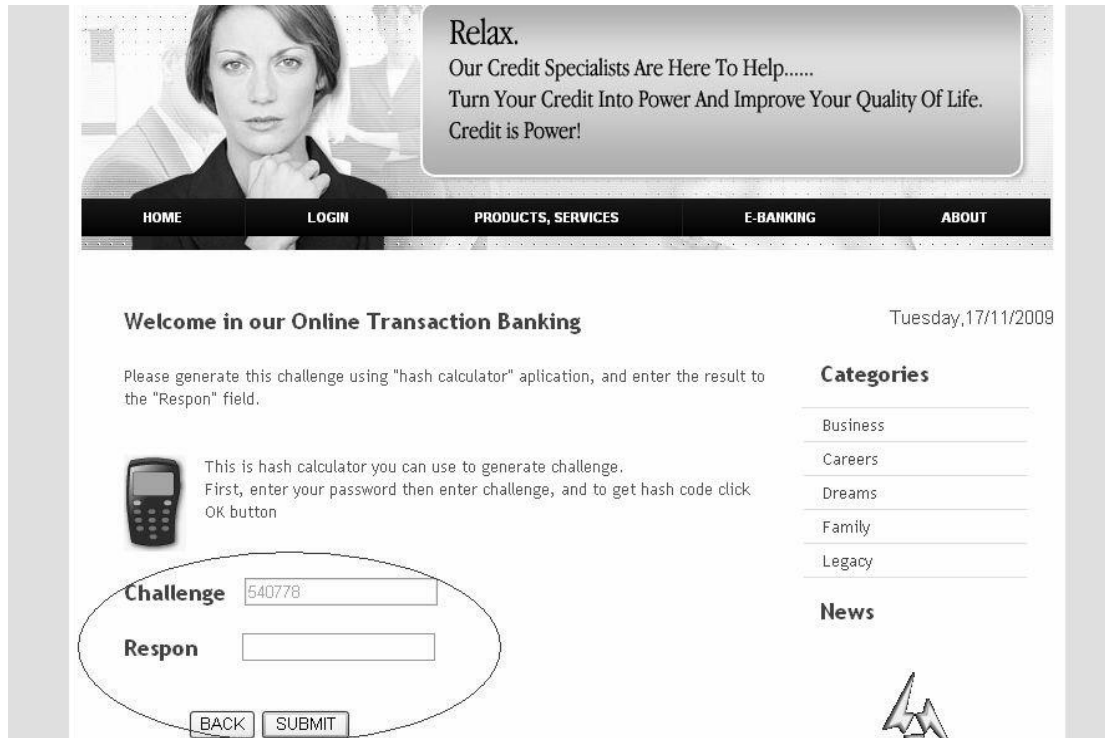 Relax.
Our Credit Specialists Are Here To Help......
Turn Your Credit Into Power And Improve Your Quality Of Life.
Credit is Power!
HOME LOGIN PRODUCTS, SERVICES E-BANKING ABOUT
Welcome in our Online Transaction Banking
Tuesday,17/11/2009
Please generate this challenge using "hash calculator" aplication, and enter the result to
the "Respon" field.
This is hash calculator you can use to generate challenge.
First, enter your password then enter challenge, and to get hash code click
OK button
Challenge 540778
Respon
BACK SUBMIT
Categories
Business
Careers
Dreams
Family
Legacy
News